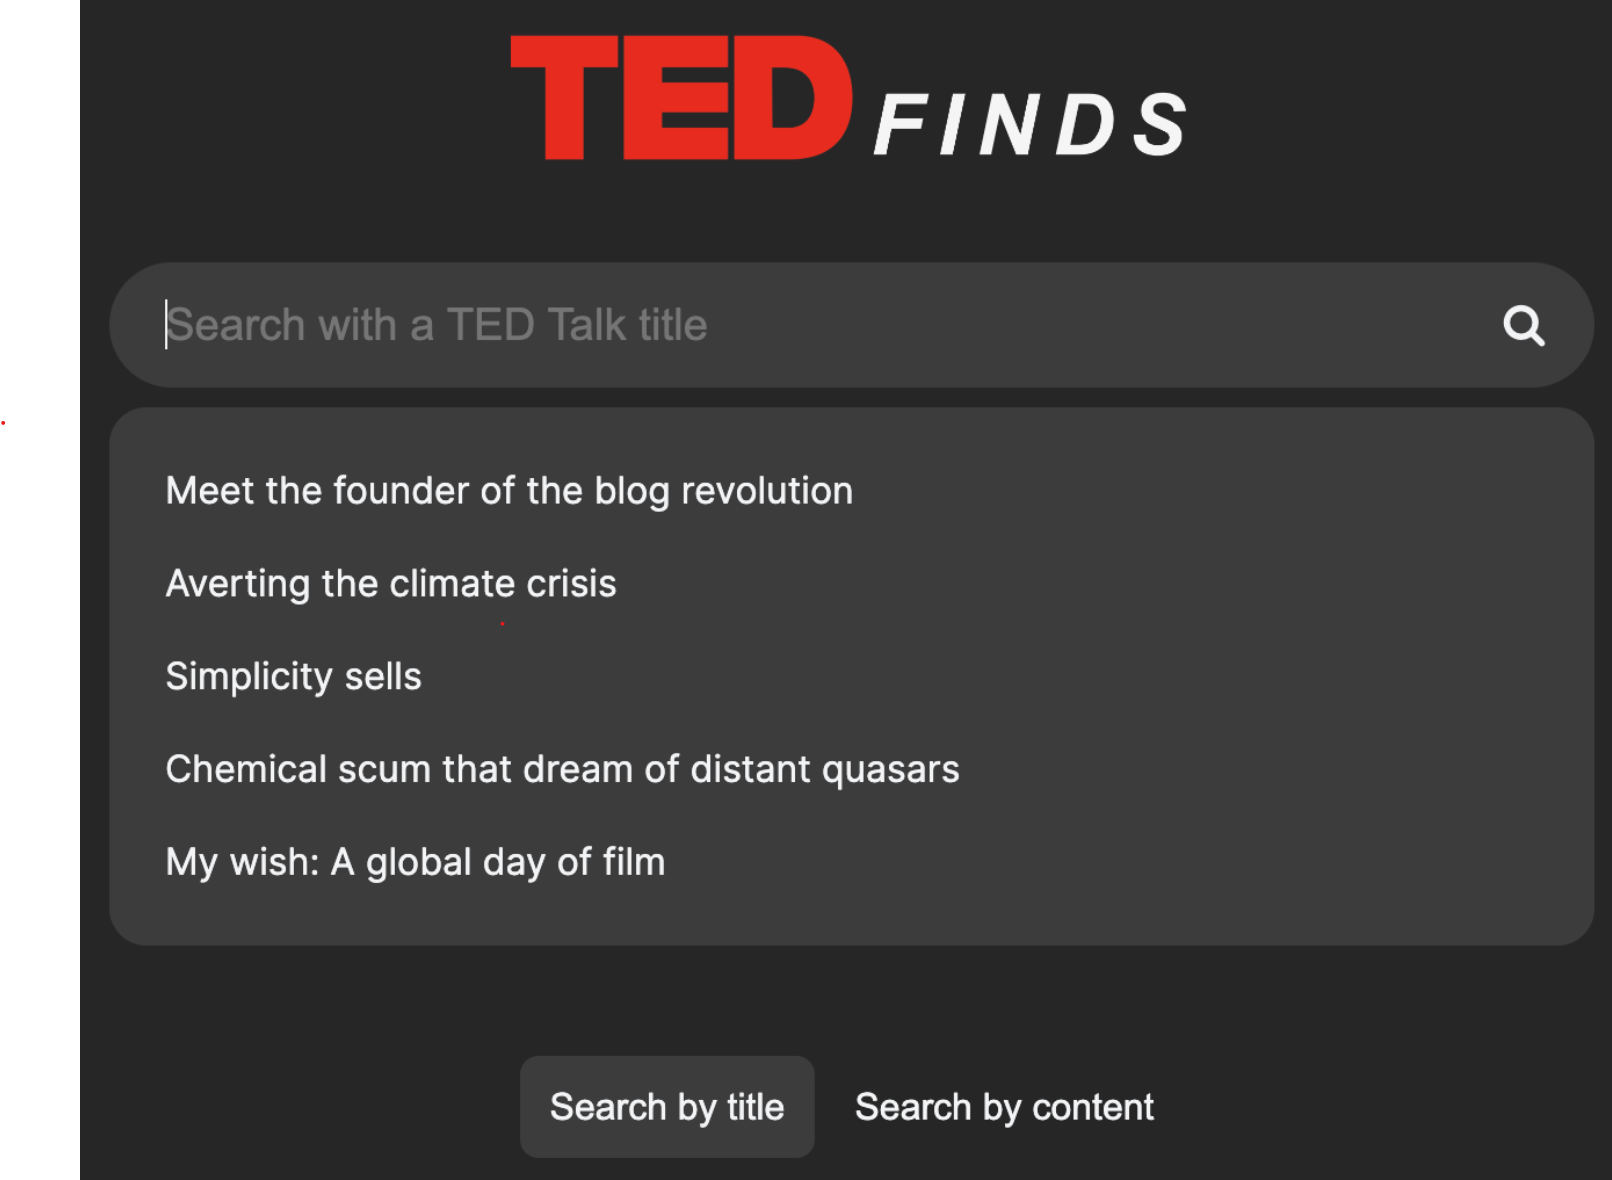 TED FINDS
Search with a TED Talk title
Meet the founder of the blog revolution
Averting the climate crisis
Simplicity sells
Chemical scum that dream of distant quasars
My wish: A global day of film
Search by title Search by content